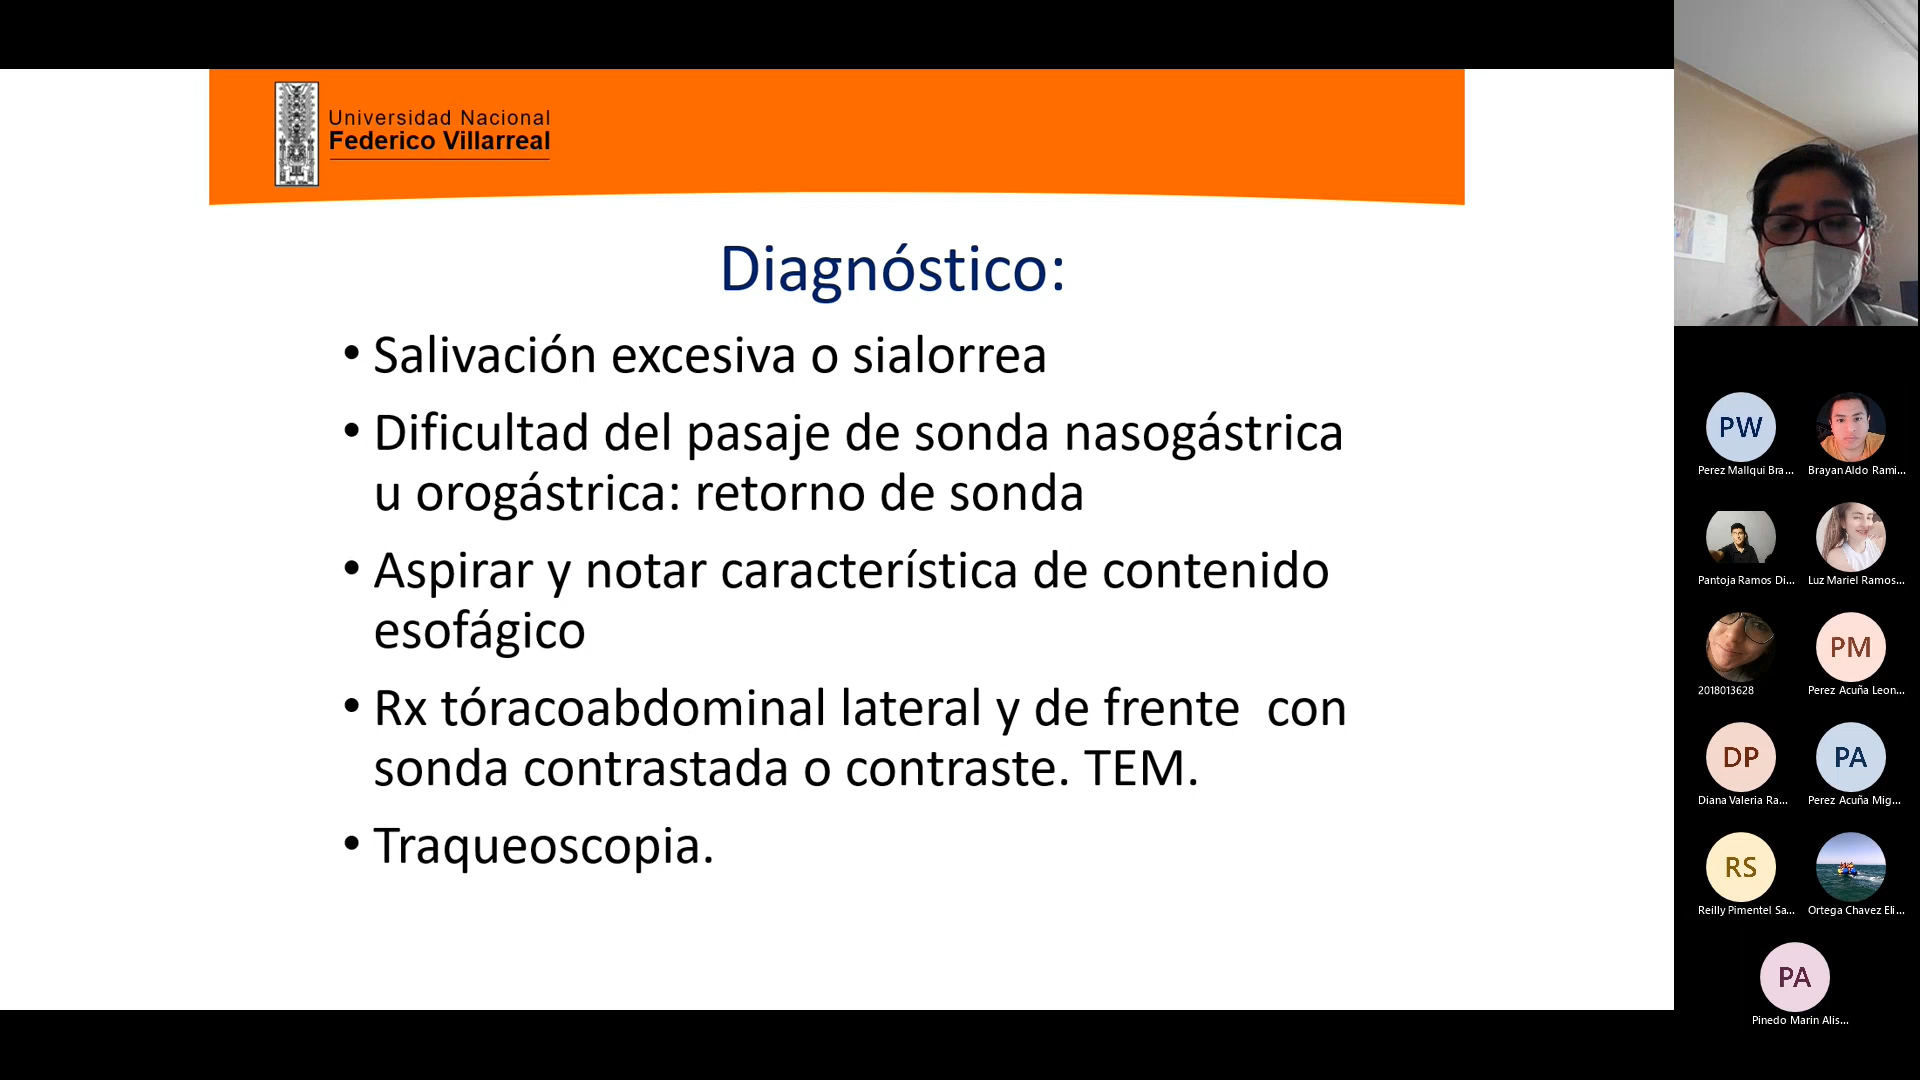 Universidad Nacional
Federico Villarreal
Diagnóstico:
• Salivación excesiva o sialorrea
• Dificultad del pasaje de sonda nasogástrica
u orogástrica: retorno de sonda
• Aspirar y notar característica de contenido
esofágico
• Rx tóracoabdominal lateral y de frente  con
sonda contrastada o contraste. TEM.
• Traqueoscopia.
PW
Perez Mallqui Bra...
Brayan Aldo Rami...
Pantoja Ramos Di...
Luz Mariel Ramos...
2018013628
PM
Perez Acuña Leon...
DP
Diana Valeria Ra...
PA
Perez Acuña Mig...
RS
Reilly Pimentel Sa...
Ortega Chavez Eli...
PA
Pinedo Marin Alis...